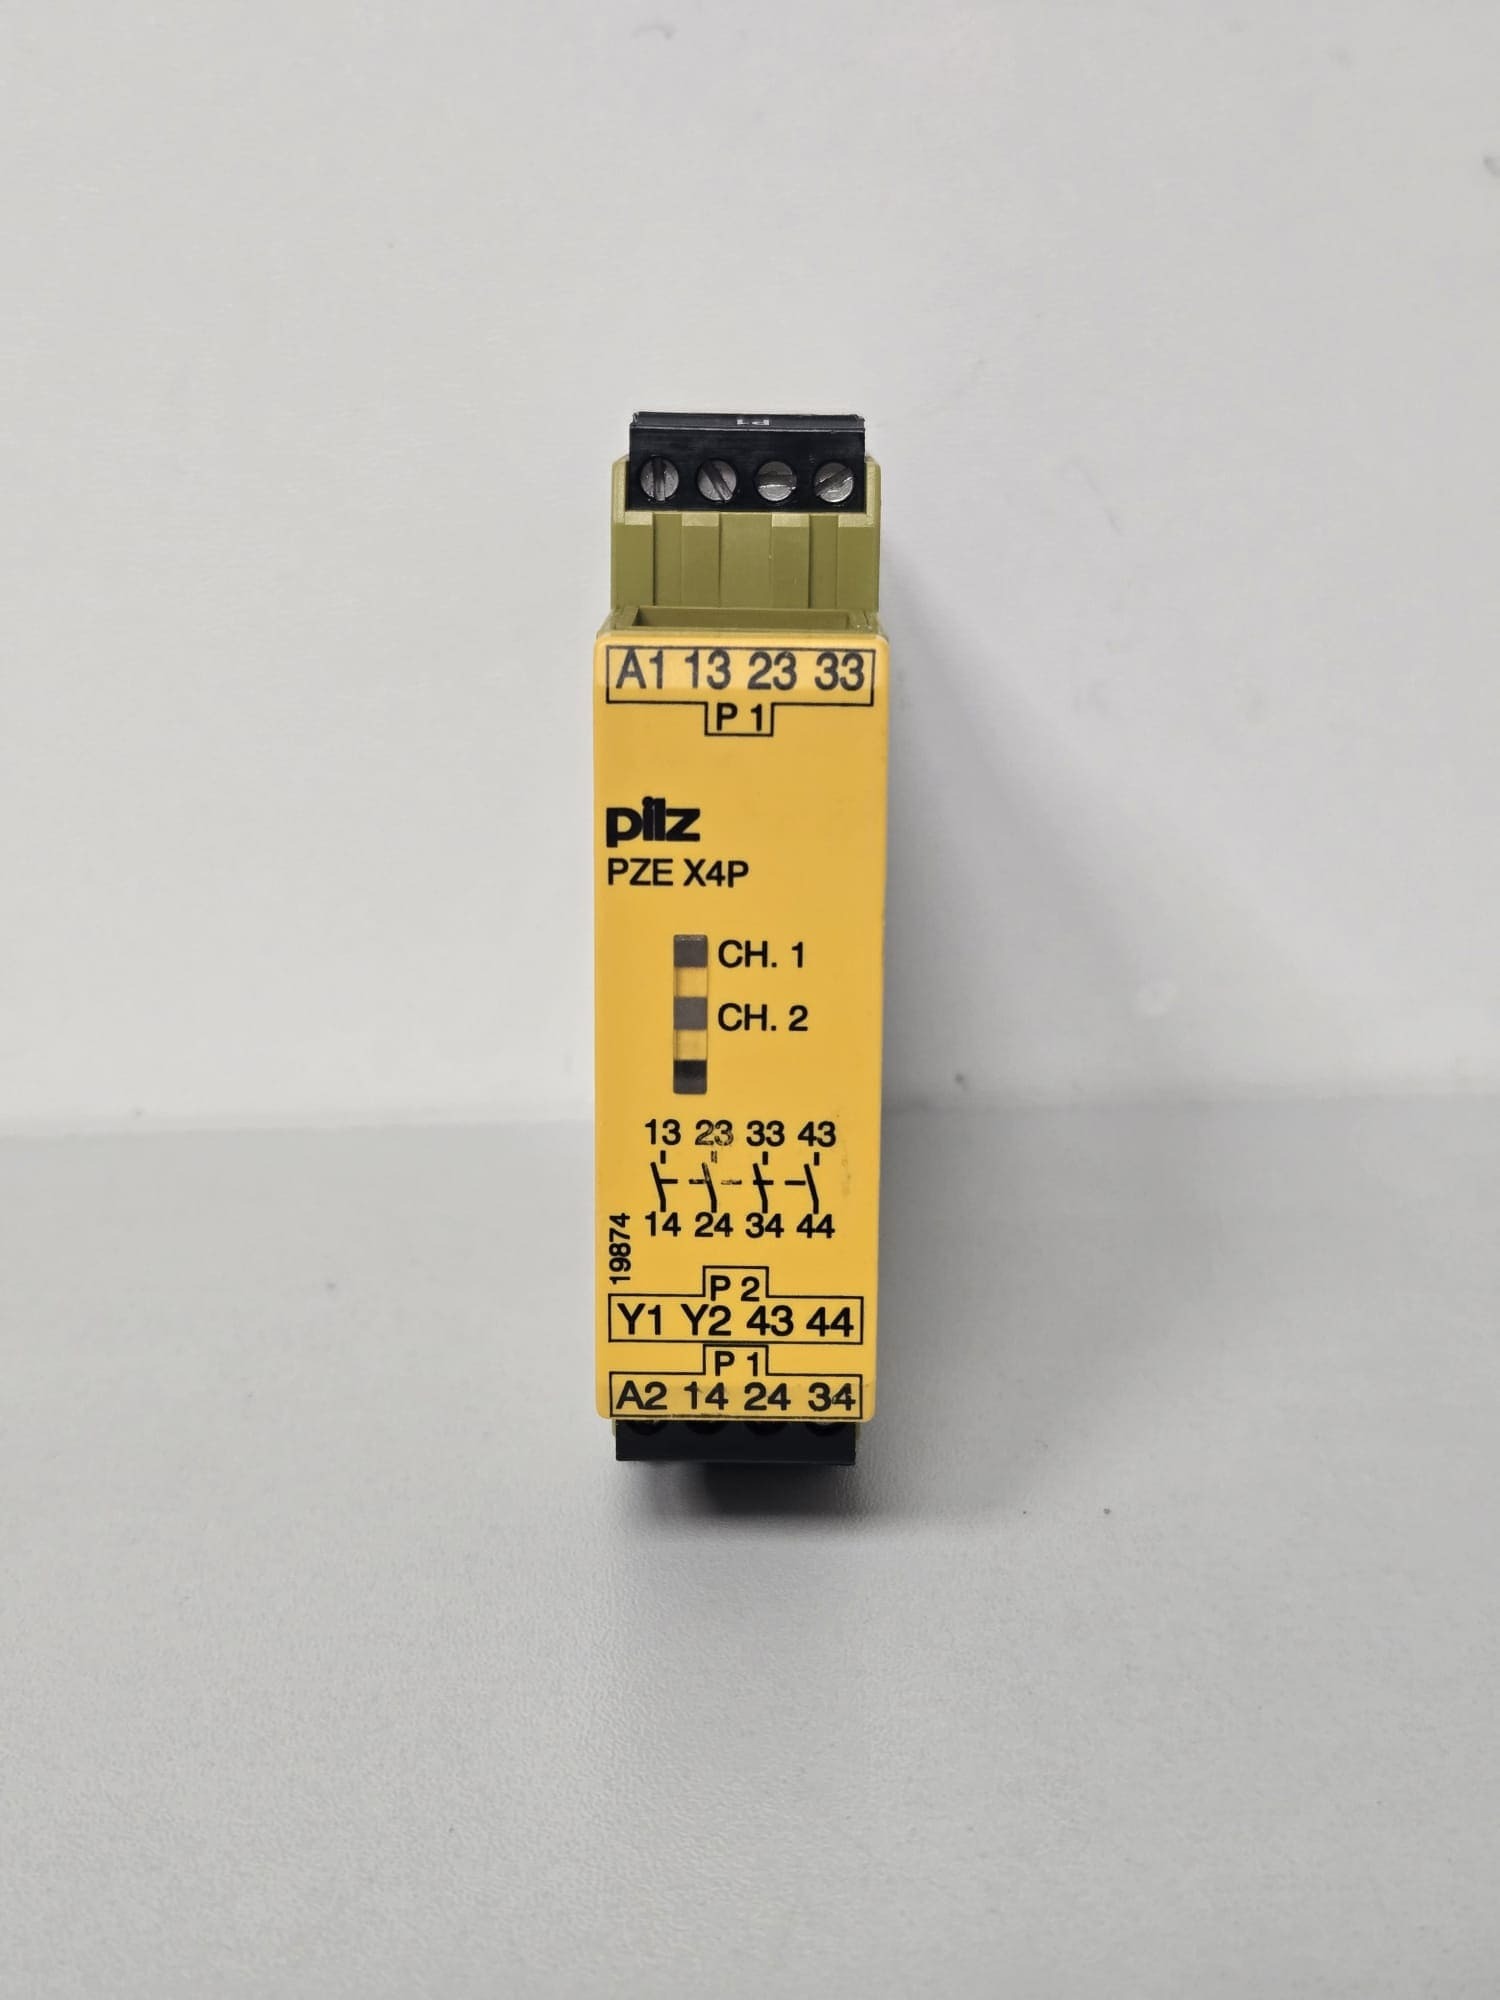 P1
A1 13 23 33
P 1
pilz
PZE X4P
CH. 1
CH. 2
13 23 33 43
14 24 34 44
19874
P 2
Y1 Y2 43 44
P 1
A2 14 24 34